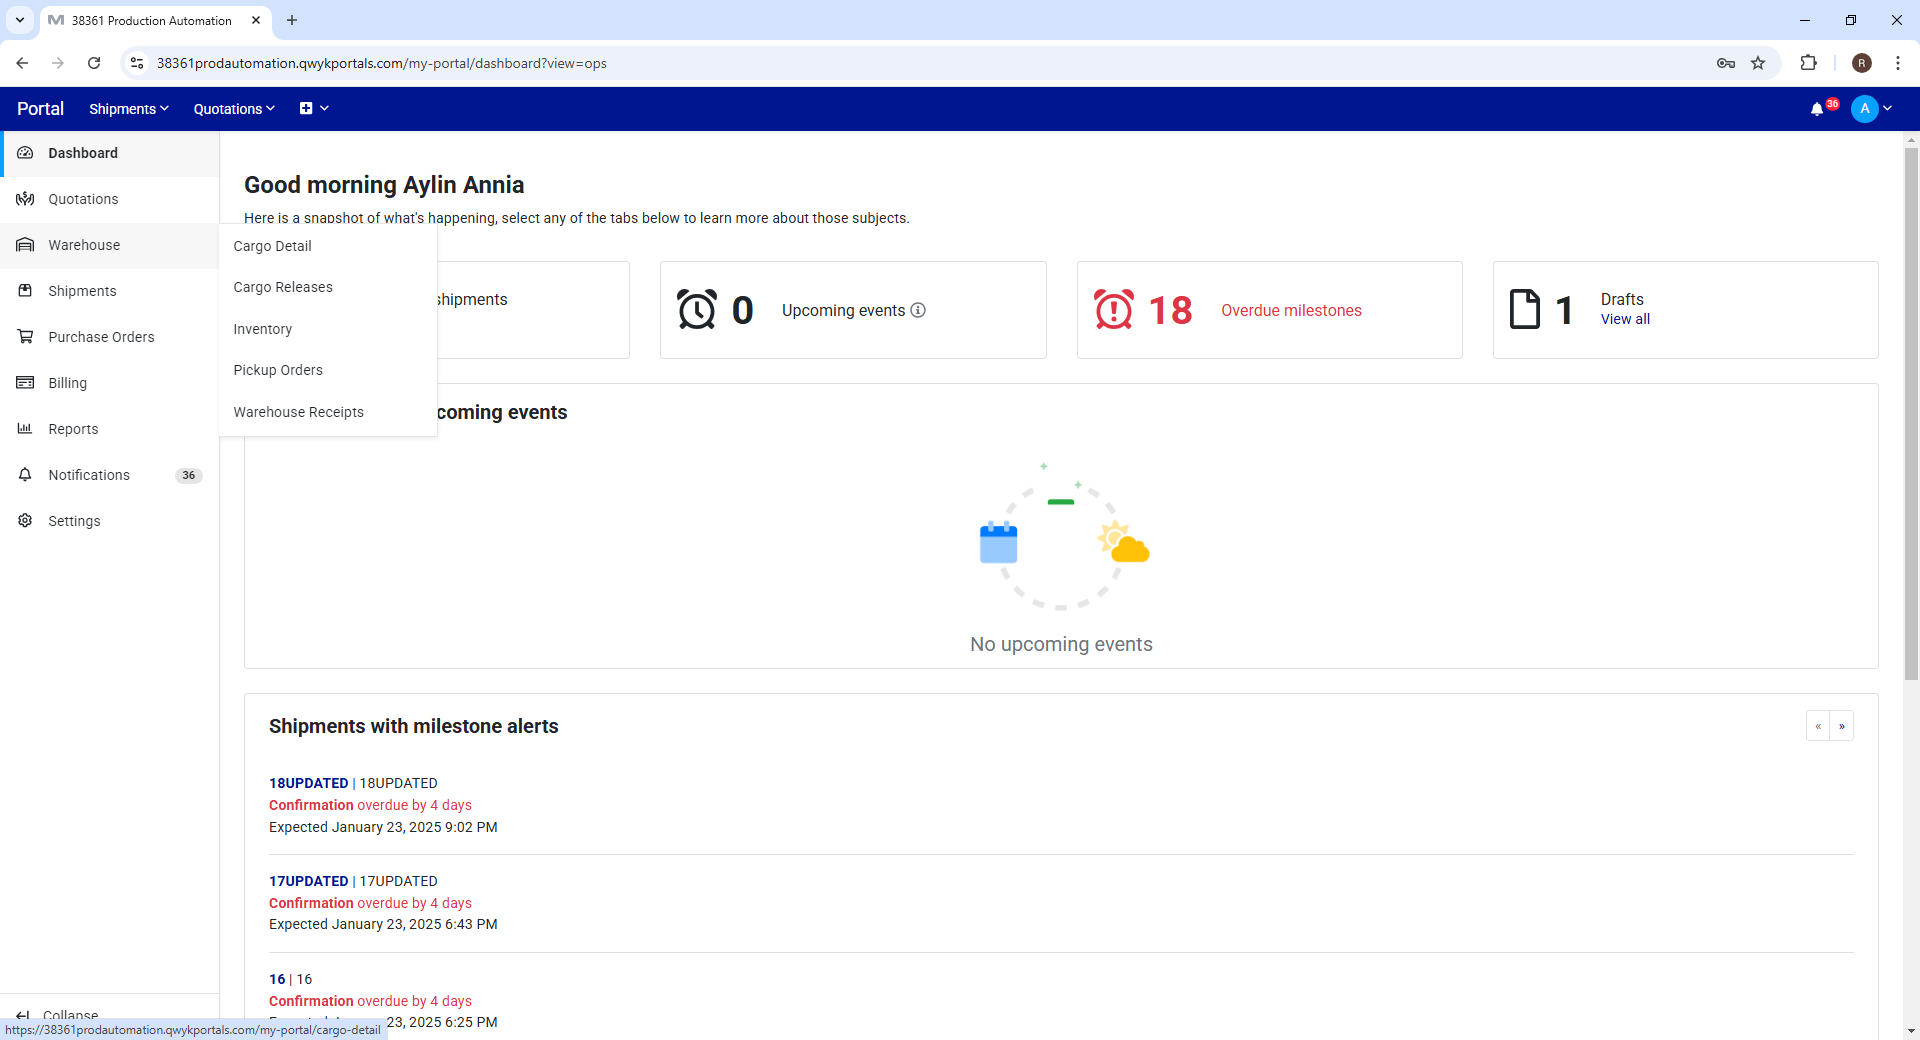 38361 Production Automation
38361prodautomation.qwykportals.com/my-portal/dashboard?view=ops
R
Portal
Shipments
Quotations
36
A
Dashboard
Quotations
Warehouse
Shipments
Purchase Orders
Billing
Reports
Notifications 36
Settings
Collapse
Cargo Detail
Cargo Releases
Inventory
Pickup Orders
Warehouse Receipts
Good morning Aylin Annia
Here is a snapshot of what's happening, select any of the tabs below to learn more about those subjects.
shipments
0 Upcoming events
18 Overdue milestones
1 Drafts
View all
coming events
No upcoming events
Shipments with milestone alerts
« »
18UPDATED | 18UPDATED
Confirmation overdue by 4 days
Expected January 23, 2025 9:02 PM
17UPDATED | 17UPDATED
Confirmation overdue by 4 days
Expected January 23, 2025 6:43 PM
16 | 16
Confirmation overdue by 4 days
23, 2025 6:25 PM
https://38361prodautomation.qwykportals.com/my-portal/cargo-detail